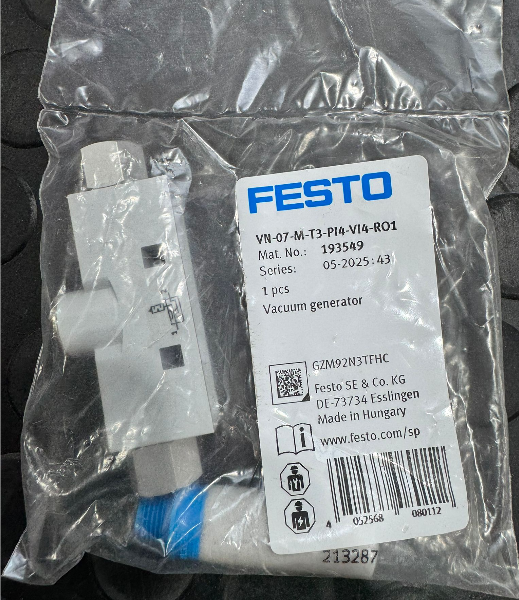 FESTO
VN-07-M-T3-PI4-VI4-RO1
Mat. No.: 193549
Series: 05-2025:43
1 pcs
Vacuum generator
GZM92N3TFHC
Festo SE & Co. KG
DE-73734 Esslingen
Made in Hungary
www.festo.com/sp
4 052568 080112
213287